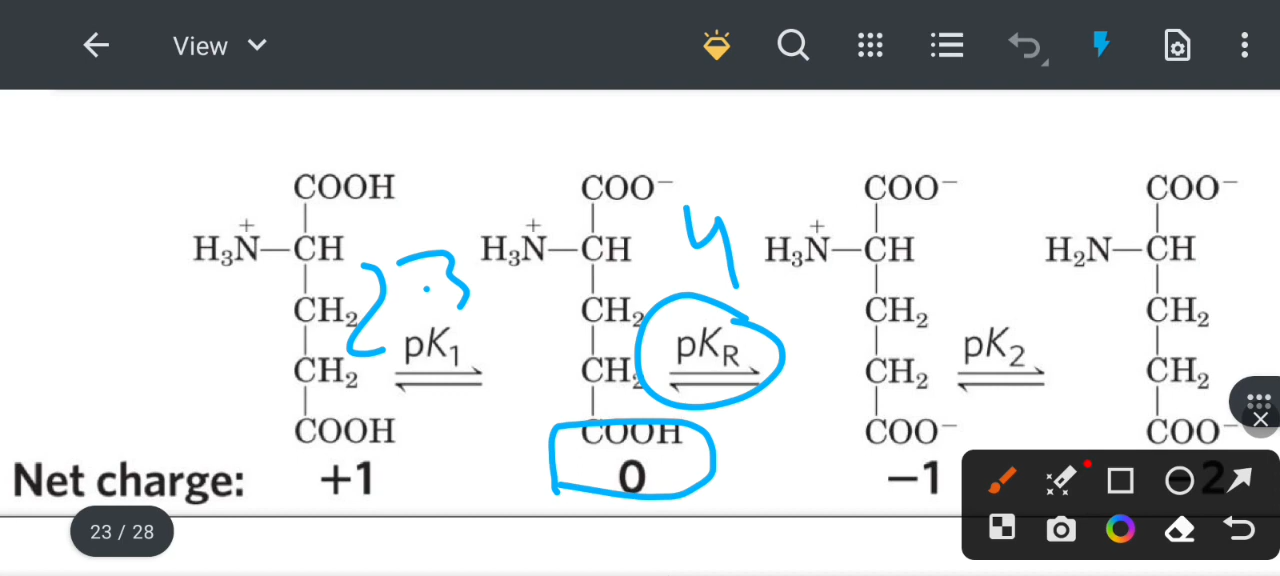 View
COOH COO⁻ COO⁻ COO⁻
H₃N⁺—CH H₃N⁺—CH H₃N⁺—CH H₂N—CH
4
2.3
CH₂ CH₂ CH₂ CH₂
pK₁ pKR pK₂
CH₂ CH₂ CH₂ CH₂
COOH COOH COO⁻ COO⁻
Net charge: +1 0 −1 2
23 / 28